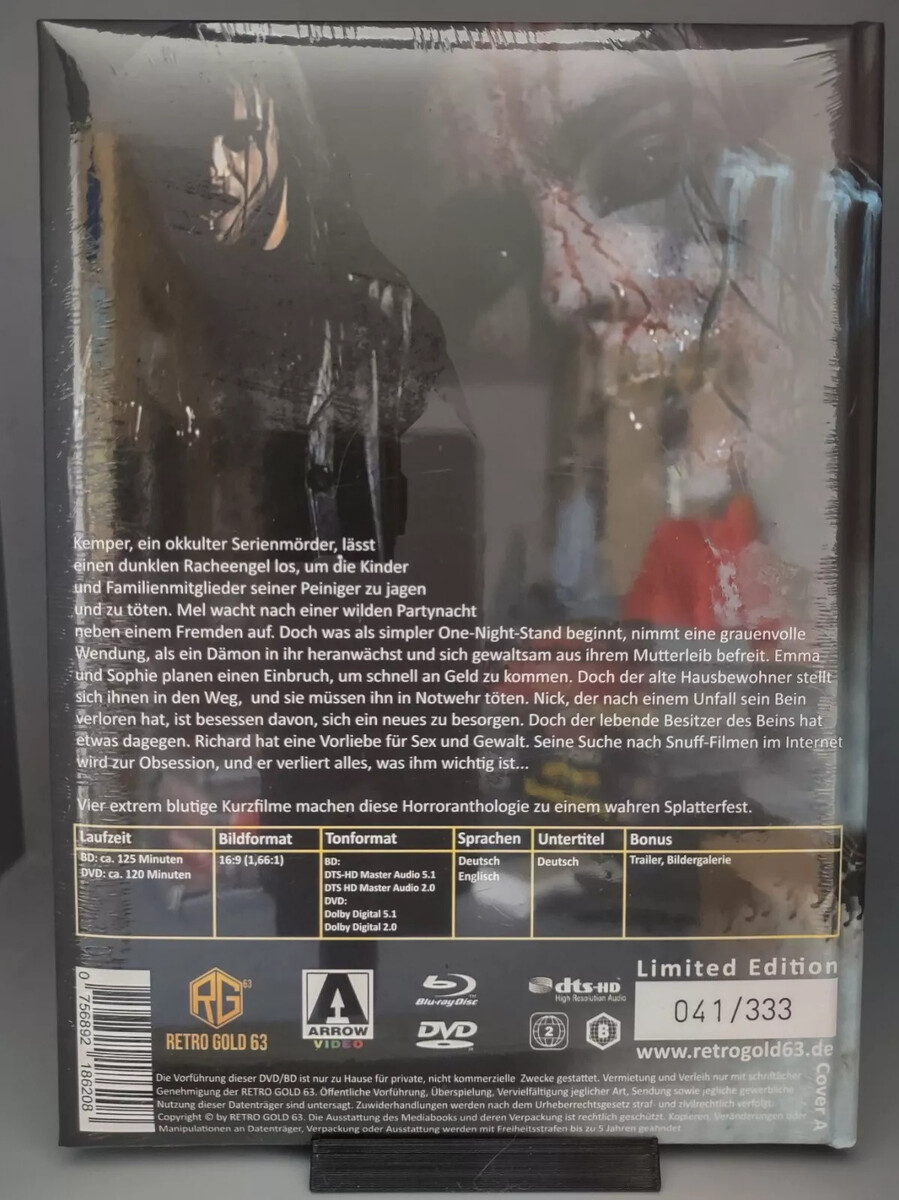 Kemper, ein okkulter Serienmörder, lässt
einen dunklen Racheengel los, um die Kinder
und Familienmitglieder seiner Peiniger zu jagen
und zu töten. Mel wacht nach einer wilden Partynacht
neben einem Fremden auf. Doch was als simpler One-Night-Stand beginnt, nimmt eine grauenvolle
Wendung, als ein Dämon in ihr heranwächst und sich gewaltsam aus ihrem Mutterleib befreit. Emma
und Sophie planen einen Einbruch, um schnell an Geld zu kommen. Doch der alte Hausbewohner stellt
sich ihnen in den Weg, und sie müssen ihn in Notwehr töten. Nick, der nach einem Unfall sein Bein
verloren hat, ist besessen davon, sich ein neues zu besorgen. Doch der lebende Besitzer des Beins hat
etwas dagegen. Richard hat eine Vorliebe für Sex und Gewalt. Seine Suche nach Snuff-Filmen im Internet
wird zur Obsession, und er verliert alles, was ihm wichtig ist...
Vier extrem blutige Kurzfilme machen diese Horroranthologie zu einem wahren Splatterfest.
Laufzeit Bildformat Tonformat Sprachen Untertitel Bonus
BD: ca. 125 Minuten 16:9 (1,66:1) BD: Deutsch Deutsch Trailer, Bildergalerie
DVD: ca. 120 Minuten DTS-HD Master Audio 5.1 Englisch
DTS HD Master Audio 2.0
DVD:
Dolby Digital 5.1
Dolby Digital 2.0
0 756892 186208
RG 63
RETRO GOLD 63
A
ARROW
VIDEO
Blu-ray Disc
DVD
dts-HD
High Resolution Audio
2
B
Limited Edition
041/333
www.retrogold63.de
Cover A
Die Vorführung dieser DVD/BD ist nur zu Hause für private, nicht kommerzielle Zwecke gestattet. Vermietung und Verleih nur mit schriftlicher
Genehmigung der RETRO GOLD 63. Öffentliche Vorführung, Überspielung, Vervielfältigung jeglicher Art, Sendung sowie jegliche gewerbliche
Nutzung dieser Datenträger sind untersagt. Zuwiderhandlungen werden nach dem Urheberrechtsgesetz straf- und zivilrechtlich verfolgt.
Copyright © by RETRO GOLD 63. Die Ausstattung des Mediabooks und deren Verpackung ist rechtlich geschützt. Kopieren, Veränderungen oder
Manipulationen an Datenträger, Verpackung oder Ausstattung werden mit Freiheitsstrafen bis zu 5 Jahren geahndet.